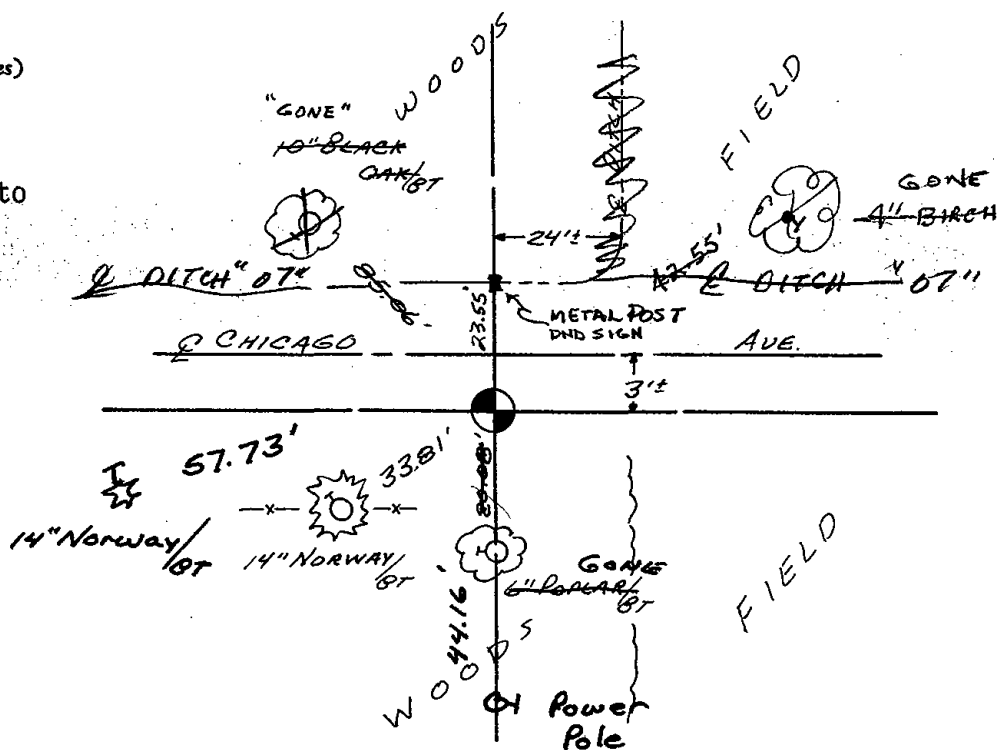 es)
to
WOODS
"GONE"
10" BLACK
OAK/BT
DITCH
FIELD
GONE
4" BIRCH
24'±
42.55'
℄ DITCH "07"
℄ DITCH "07"
23.55'
METAL POST
DND SIGN
℄ CHICAGO AVE.
3'±
57.73'
33.81'
14" Norway/
BT
14" NORWAY/
BT
GONE
6" POPLAR/
BT
44.16'
WOODS
FIELD
Power
Pole